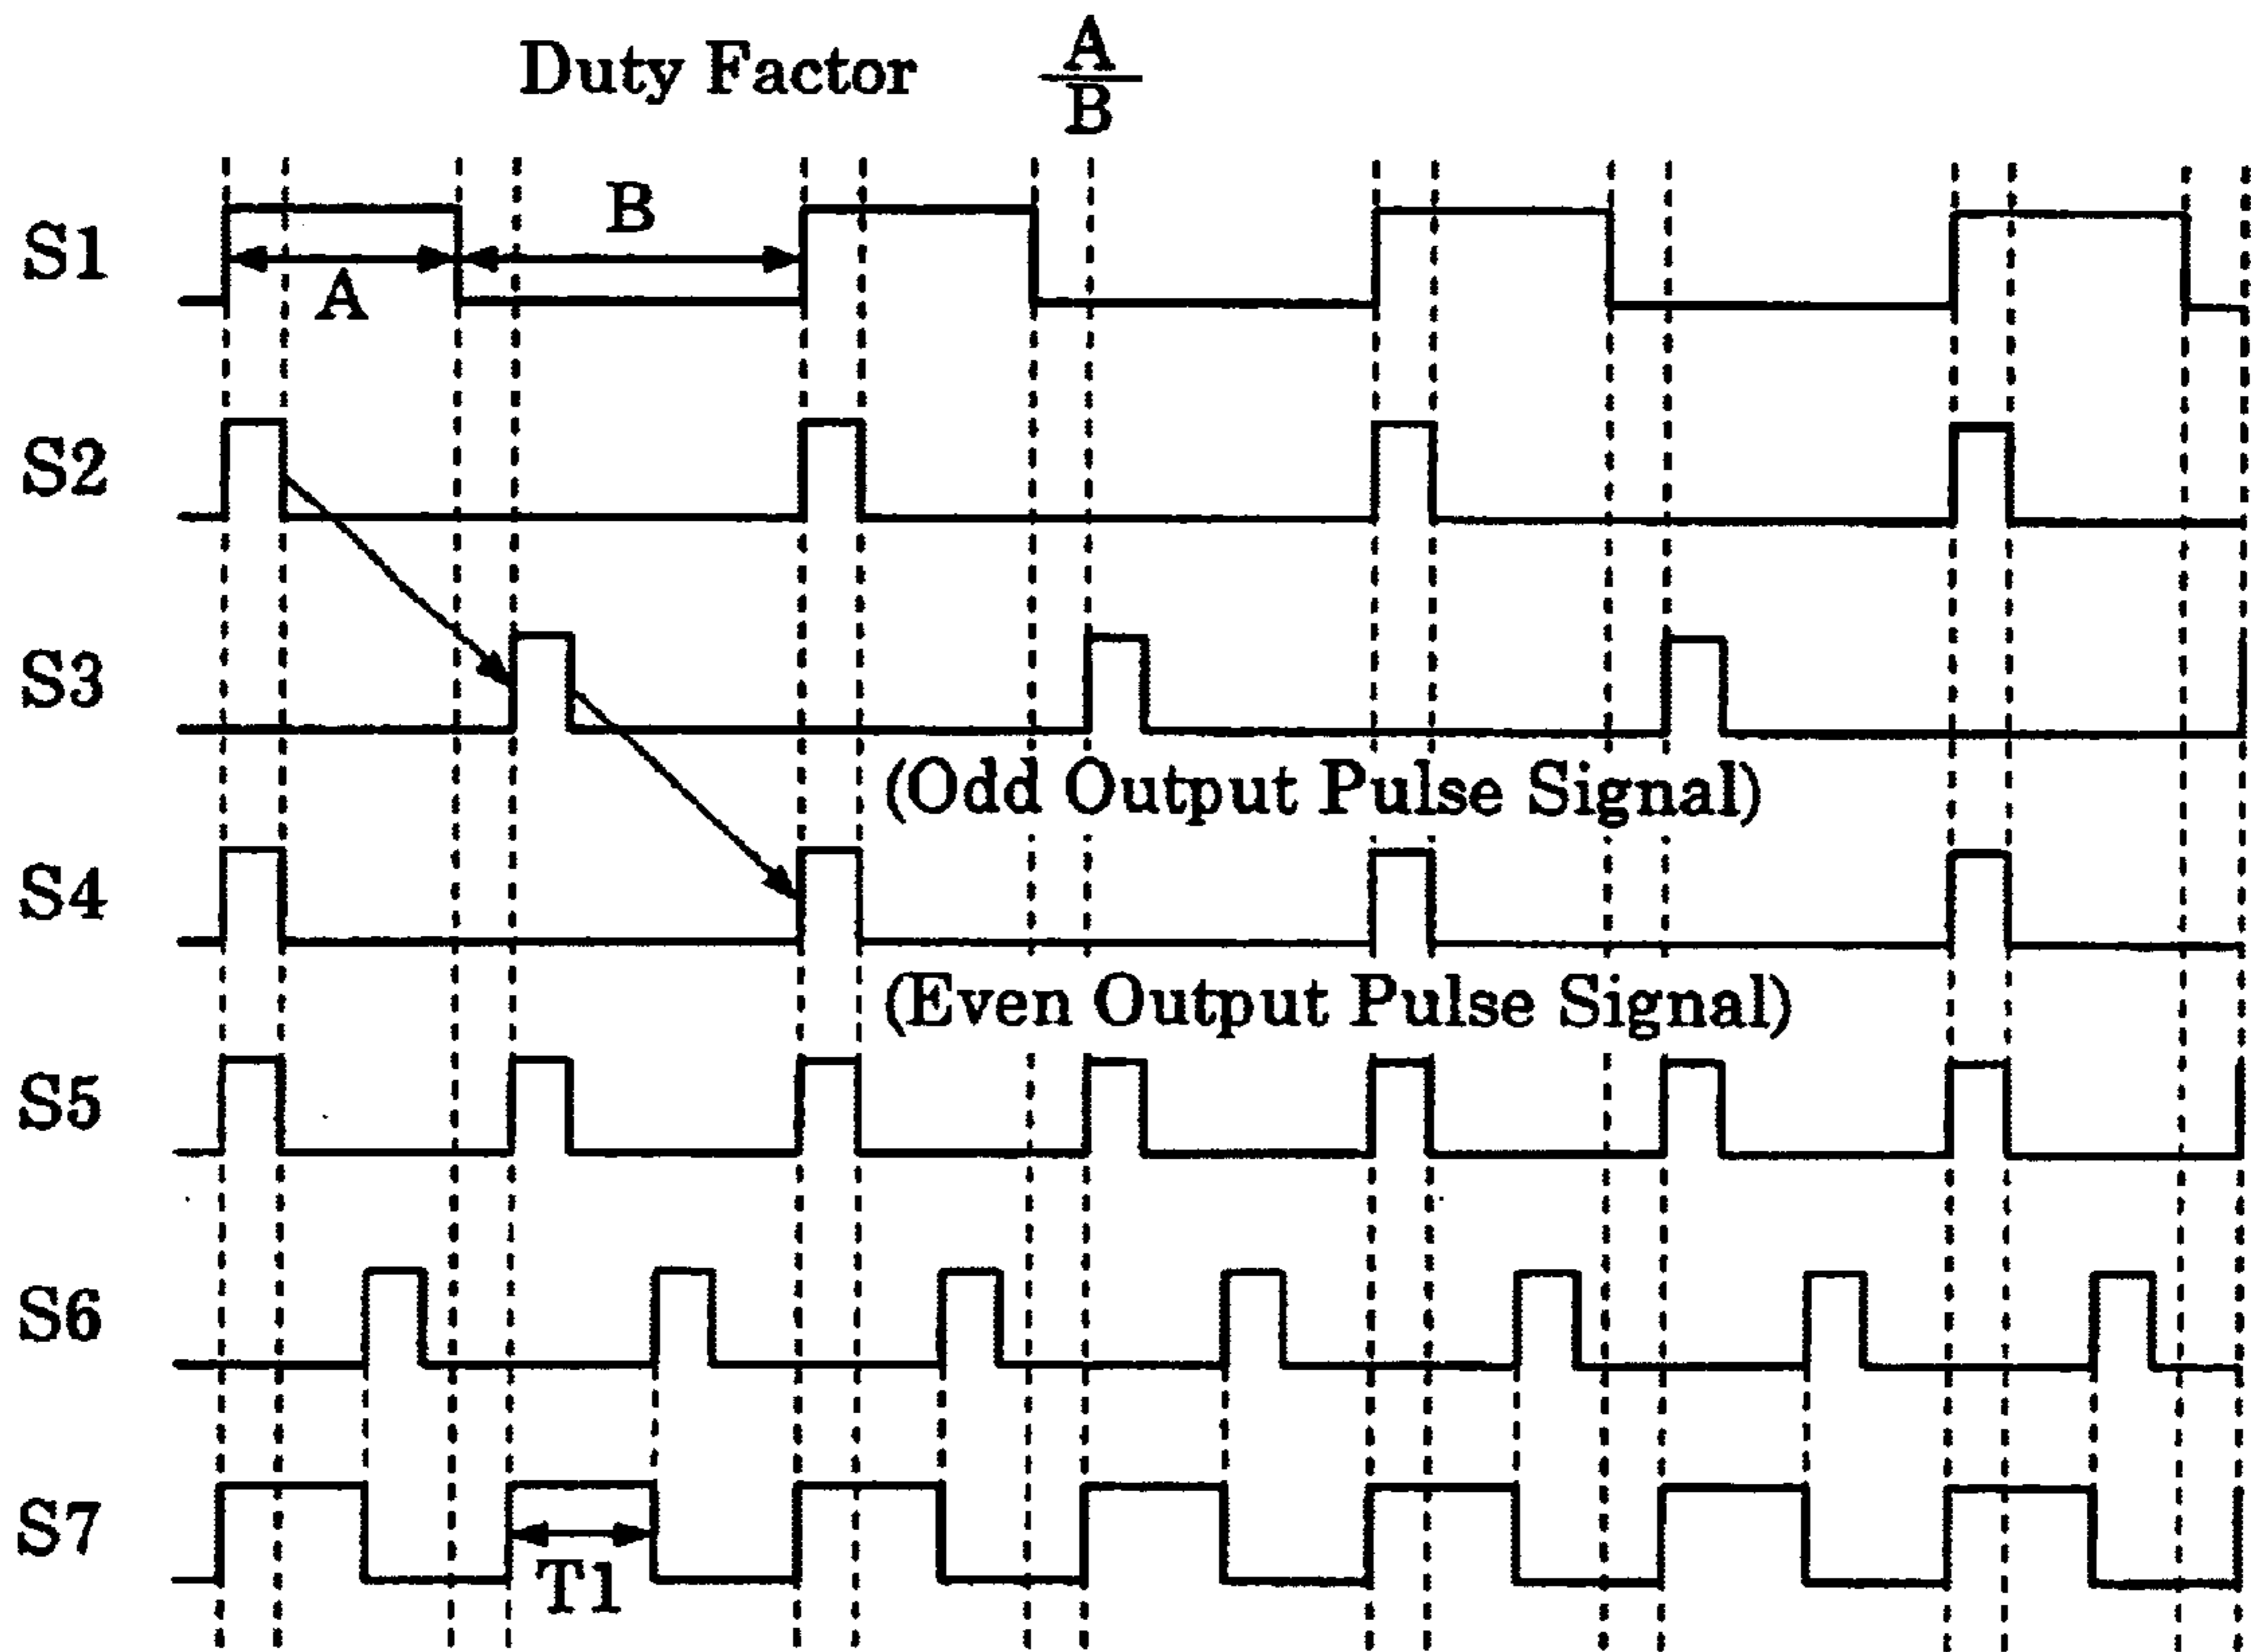 Duty Factor A/B
S1
A
B
S2
S3
(Odd Output Pulse Signal)
S4
(Even Output Pulse Signal)
S5
S6
S7
T1